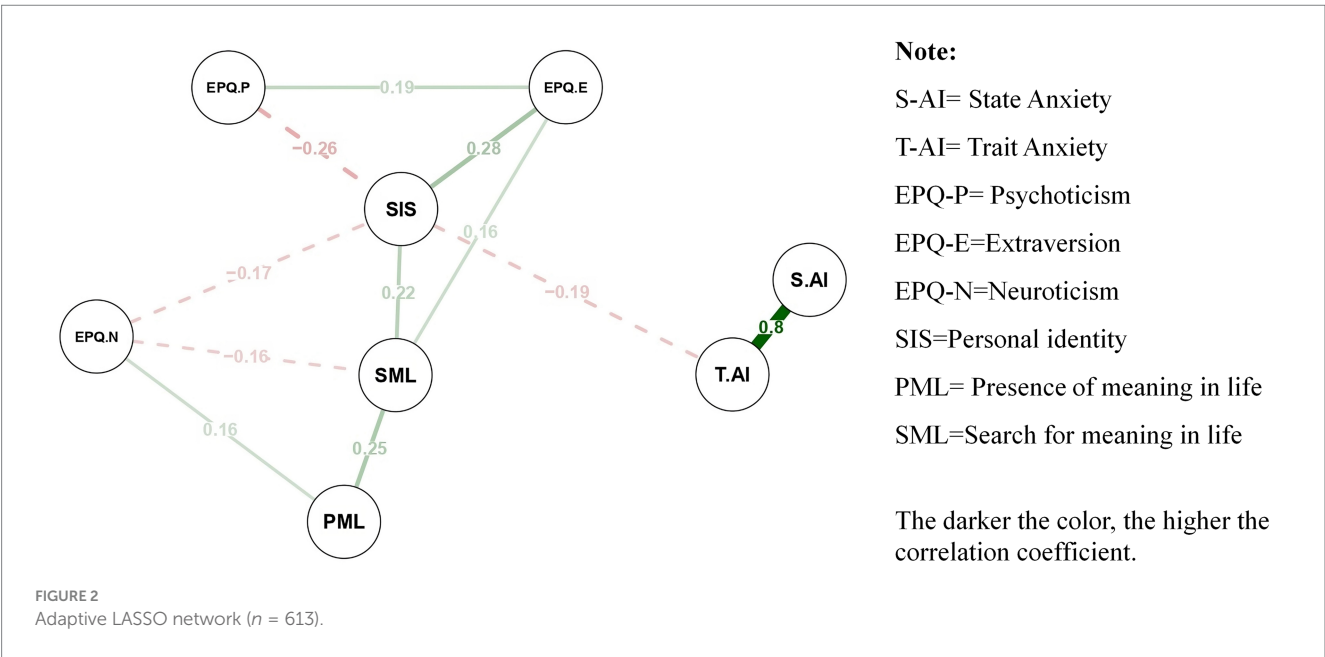 EPQ.P
0.19
EPQ.E
−0.26
0.28
SIS
0.16
−0.17
0.22
−0.19
S.AI
0.8
EPQ.N
−0.16
SML
T.AI
0.16
0.25
PML
Note:
S-AI= State Anxiety
T-AI= Trait Anxiety
EPQ-P= Psychoticism
EPQ-E=Extraversion
EPQ-N=Neuroticism
SIS=Personal identity
PML= Presence of meaning in life
SML=Search for meaning in life
The darker the color, the higher the
correlation coefficient.
FIGURE 2
Adaptive LASSO network (n = 613).